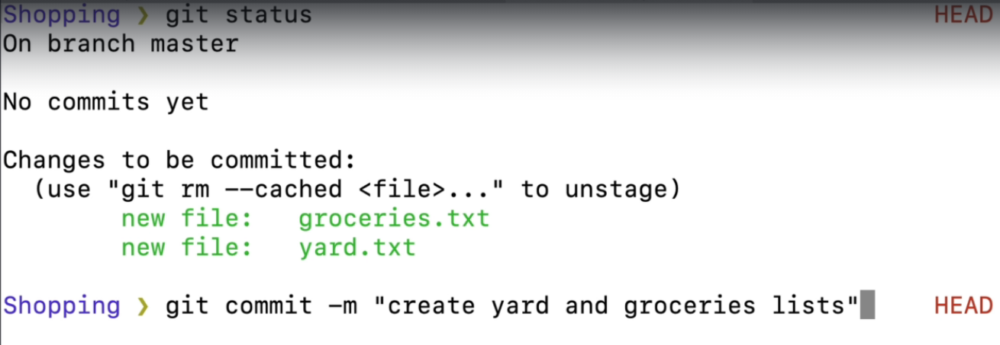 Shopping ❯ git status HEAD
On branch master
No commits yet
Changes to be committed:
(use "git rm --cached <file>..." to unstage)
new file: groceries.txt
new file: yard.txt
Shopping ❯ git commit -m "create yard and groceries lists" HEAD